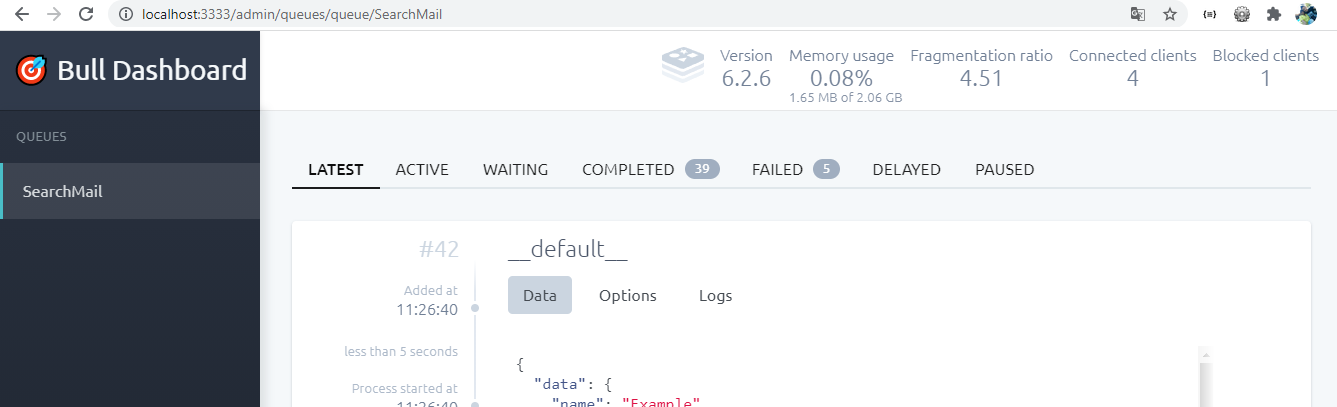 localhost:3333/admin/queues/queue/SearchMail
Bull Dashboard
Version
6.2.6
Memory usage
0.08%
1.65 MB of 2.06 GB
Fragmentation ratio
4.51
Connected clients
4
Blocked clients
1
QUEUES
SearchMail
LATEST ACTIVE WAITING COMPLETED 39 FAILED 5 DELAYED PAUSED
#42
__default__
Added at
11:26:40
less than 5 seconds
Process started at
11:26:40
Data Options Logs
{
"data": {
"name": "Example"